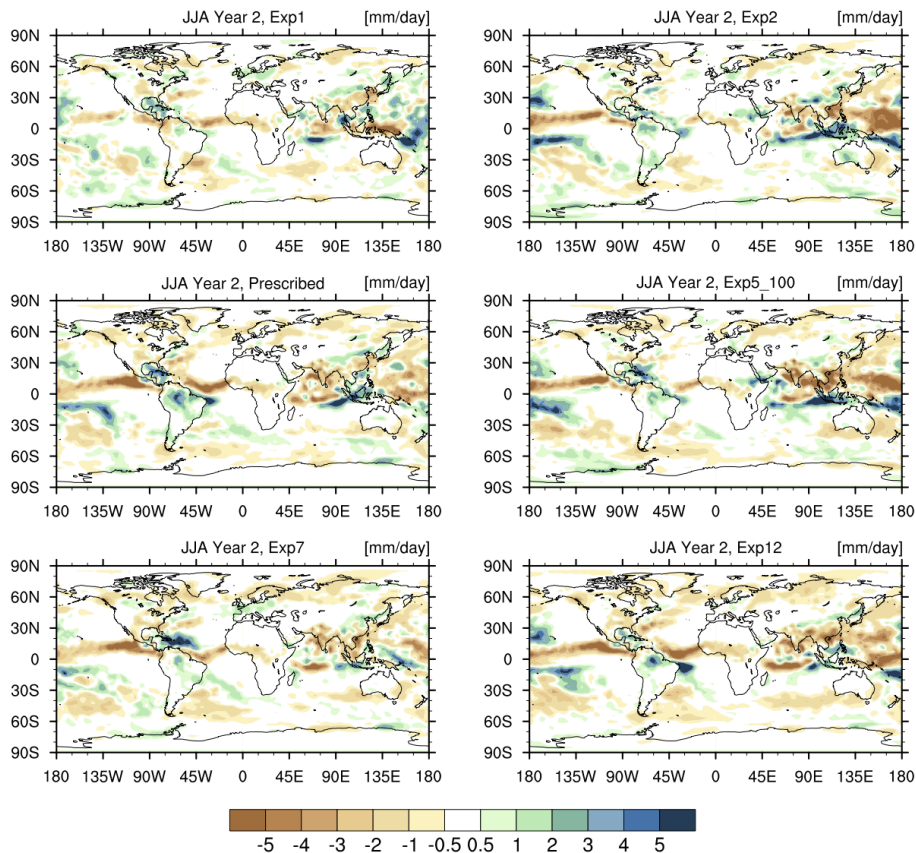 JJA Year 2, Exp1 [mm/day]
90N
60N
30N
0
30S
60S
90S
180 135W 90W 45W 0 45E 90E 135E 180
JJA Year 2, Exp2 [mm/day]
90N
60N
30N
0
30S
60S
90S
180 135W 90W 45W 0 45E 90E 135E 180
JJA Year 2, Prescribed [mm/day]
90N
60N
30N
0
30S
60S
90S
180 135W 90W 45W 0 45E 90E 135E 180
JJA Year 2, Exp5_100 [mm/day]
90N
60N
30N
0
30S
60S
90S
180 135W 90W 45W 0 45E 90E 135E 180
JJA Year 2, Exp7 [mm/day]
90N
60N
30N
0
30S
60S
90S
180 135W 90W 45W 0 45E 90E 135E 180
JJA Year 2, Exp12 [mm/day]
90N
60N
30N
0
30S
60S
90S
180 135W 90W 45W 0 45E 90E 135E 180
-5 -4 -3 -2 -1 -0.5 0.5 1 2 3 4 5